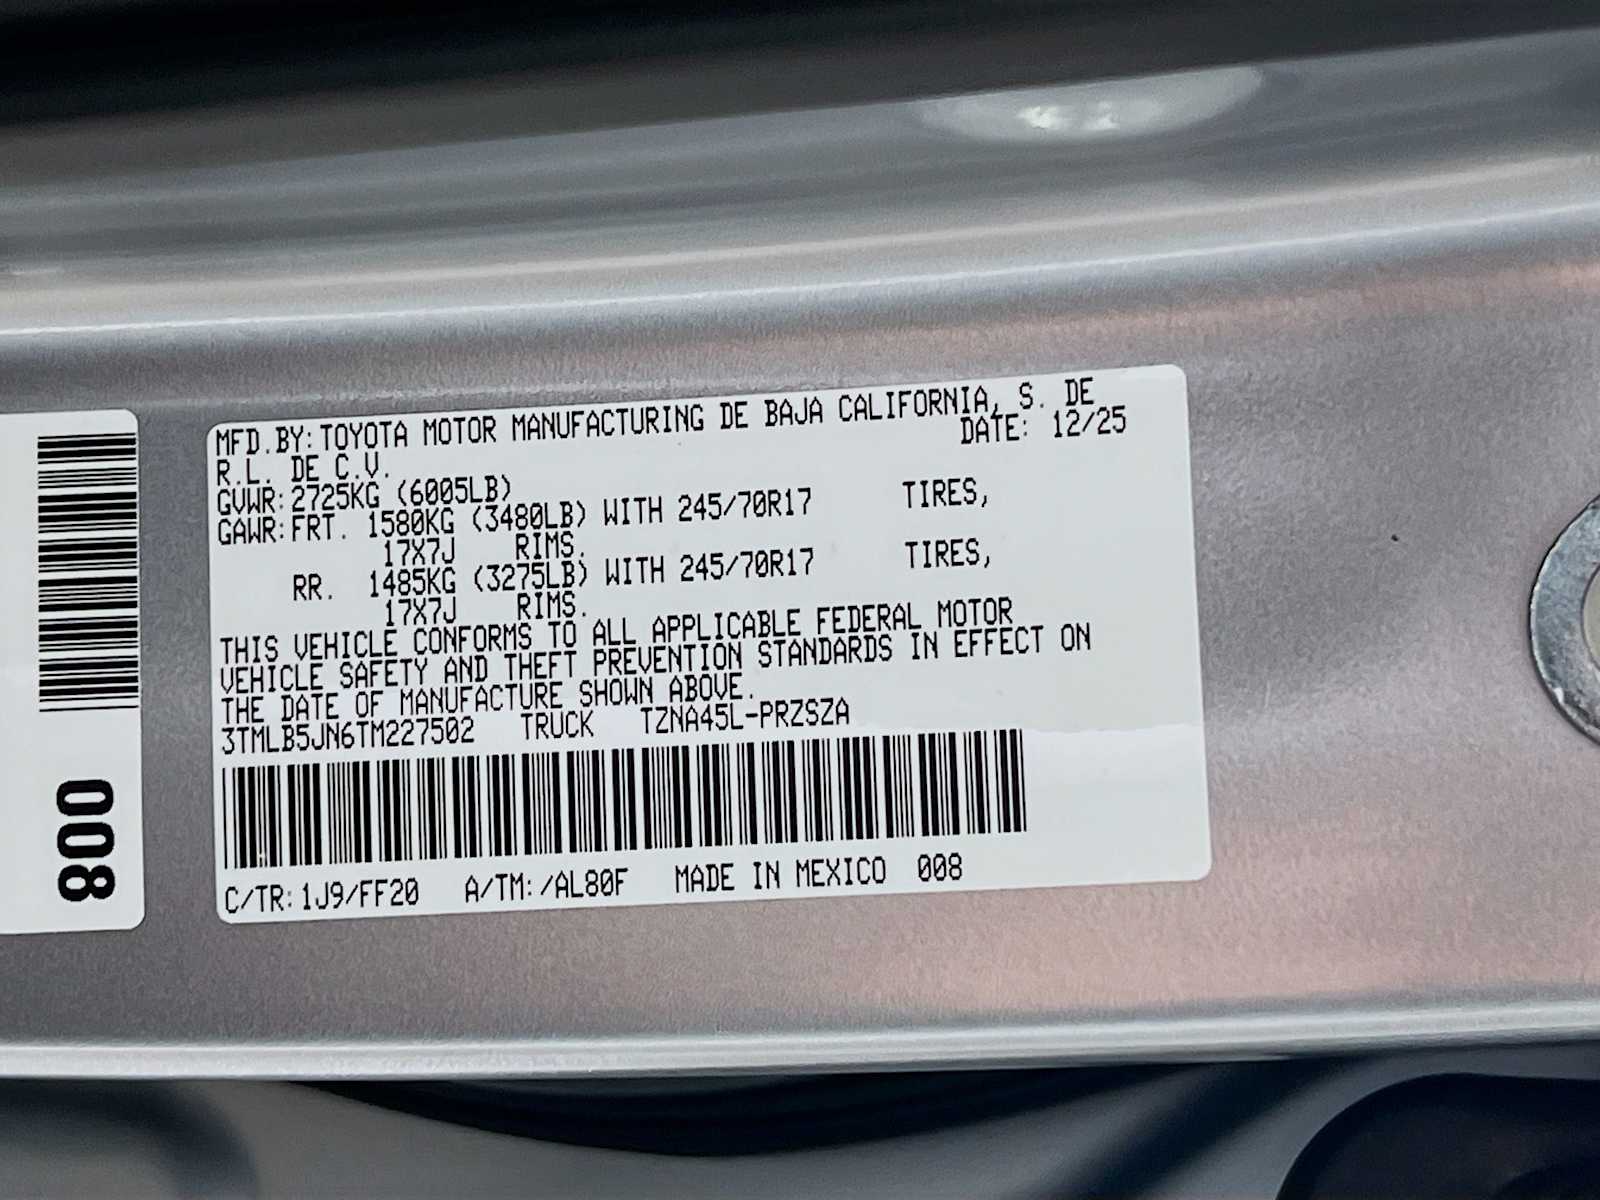 MFD.BY:TOYOTA MOTOR MANUFACTURING DE BAJA CALIFORNIA, S. DE
R.L. DE C.V. DATE: 12/25
GVWR:2725KG (6005LB)
GAWR:FRT. 1580KG (3480LB) WITH 245/70R17 TIRES,
17X7J RIMS.
RR. 1485KG (3275LB) WITH 245/70R17 TIRES,
17X7J RIMS.
THIS VEHICLE CONFORMS TO ALL APPLICABLE FEDERAL MOTOR
VEHICLE SAFETY AND THEFT PREVENTION STANDARDS IN EFFECT ON
THE DATE OF MANUFACTURE SHOWN ABOVE.
3TMLB5JN6TM227502 TRUCK TZNA45L-PRZSZA
C/TR:1J9/FF20 A/TM:/AL80F MADE IN MEXICO 008
008